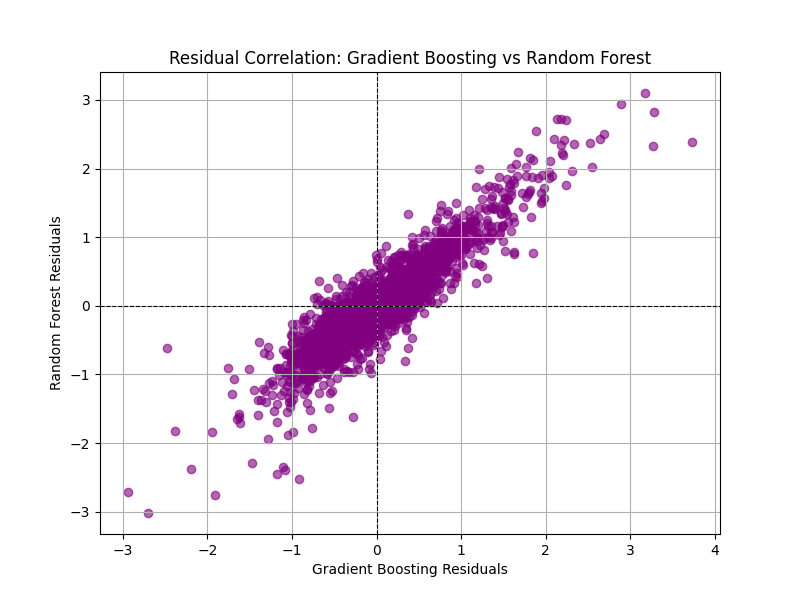 Residual Correlation: Gradient Boosting vs Random Forest
3
2
1
0
−1
−2
−3
Random Forest Residuals
−3 −2 −1 0 1 2 3 4
Gradient Boosting Residuals